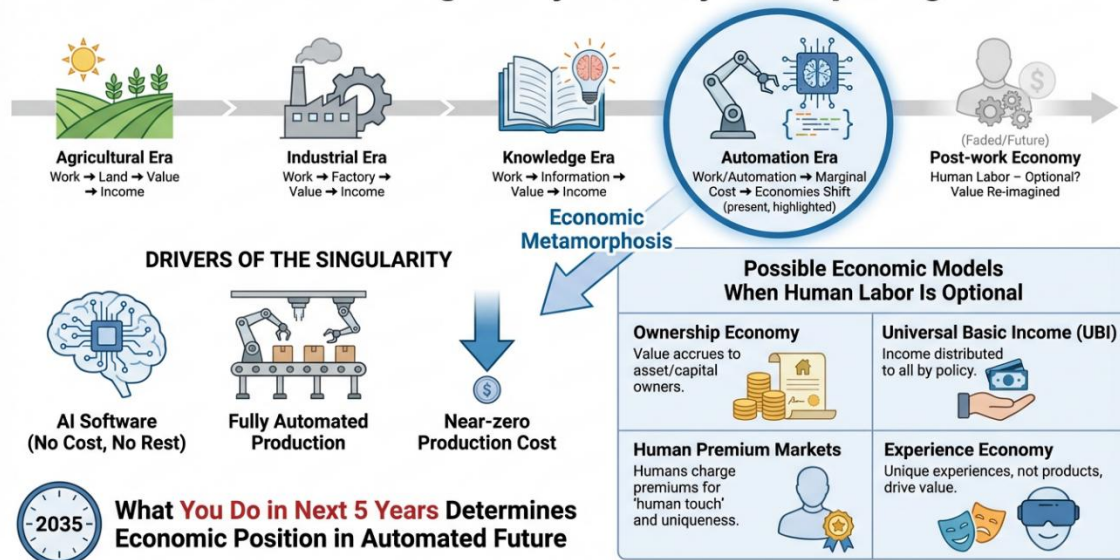 Agricultural Era
Work → Land → Value
→ Income
Industrial Era
Work → Factory →
Value → Income
Knowledge Era
Work → Information →
Value → Income
Automation Era
Work/Automation → Marginal
Cost → Economies Shift
(present, highlighted)
(Faded/Future)
Post-work Economy
Human Labor – Optional?
Value Re-imagined
Economic
Metamorphosis
DRIVERS OF THE SINGULARITY
AI Software
(No Cost, No Rest)
Fully Automated
Production
$
Near-zero
Production Cost
Possible Economic Models
When Human Labor Is Optional
Ownership Economy
Value accrues to
asset/capital
owners.
Universal Basic Income (UBI)
Income distributed
to all by policy.
Human Premium Markets
Humans charge
premiums for
'human touch'
and uniqueness.
Experience Economy
Unique experiences, not products,
drive value.
2035
What You Do in Next 5 Years Determines
Economic Position in Automated Future